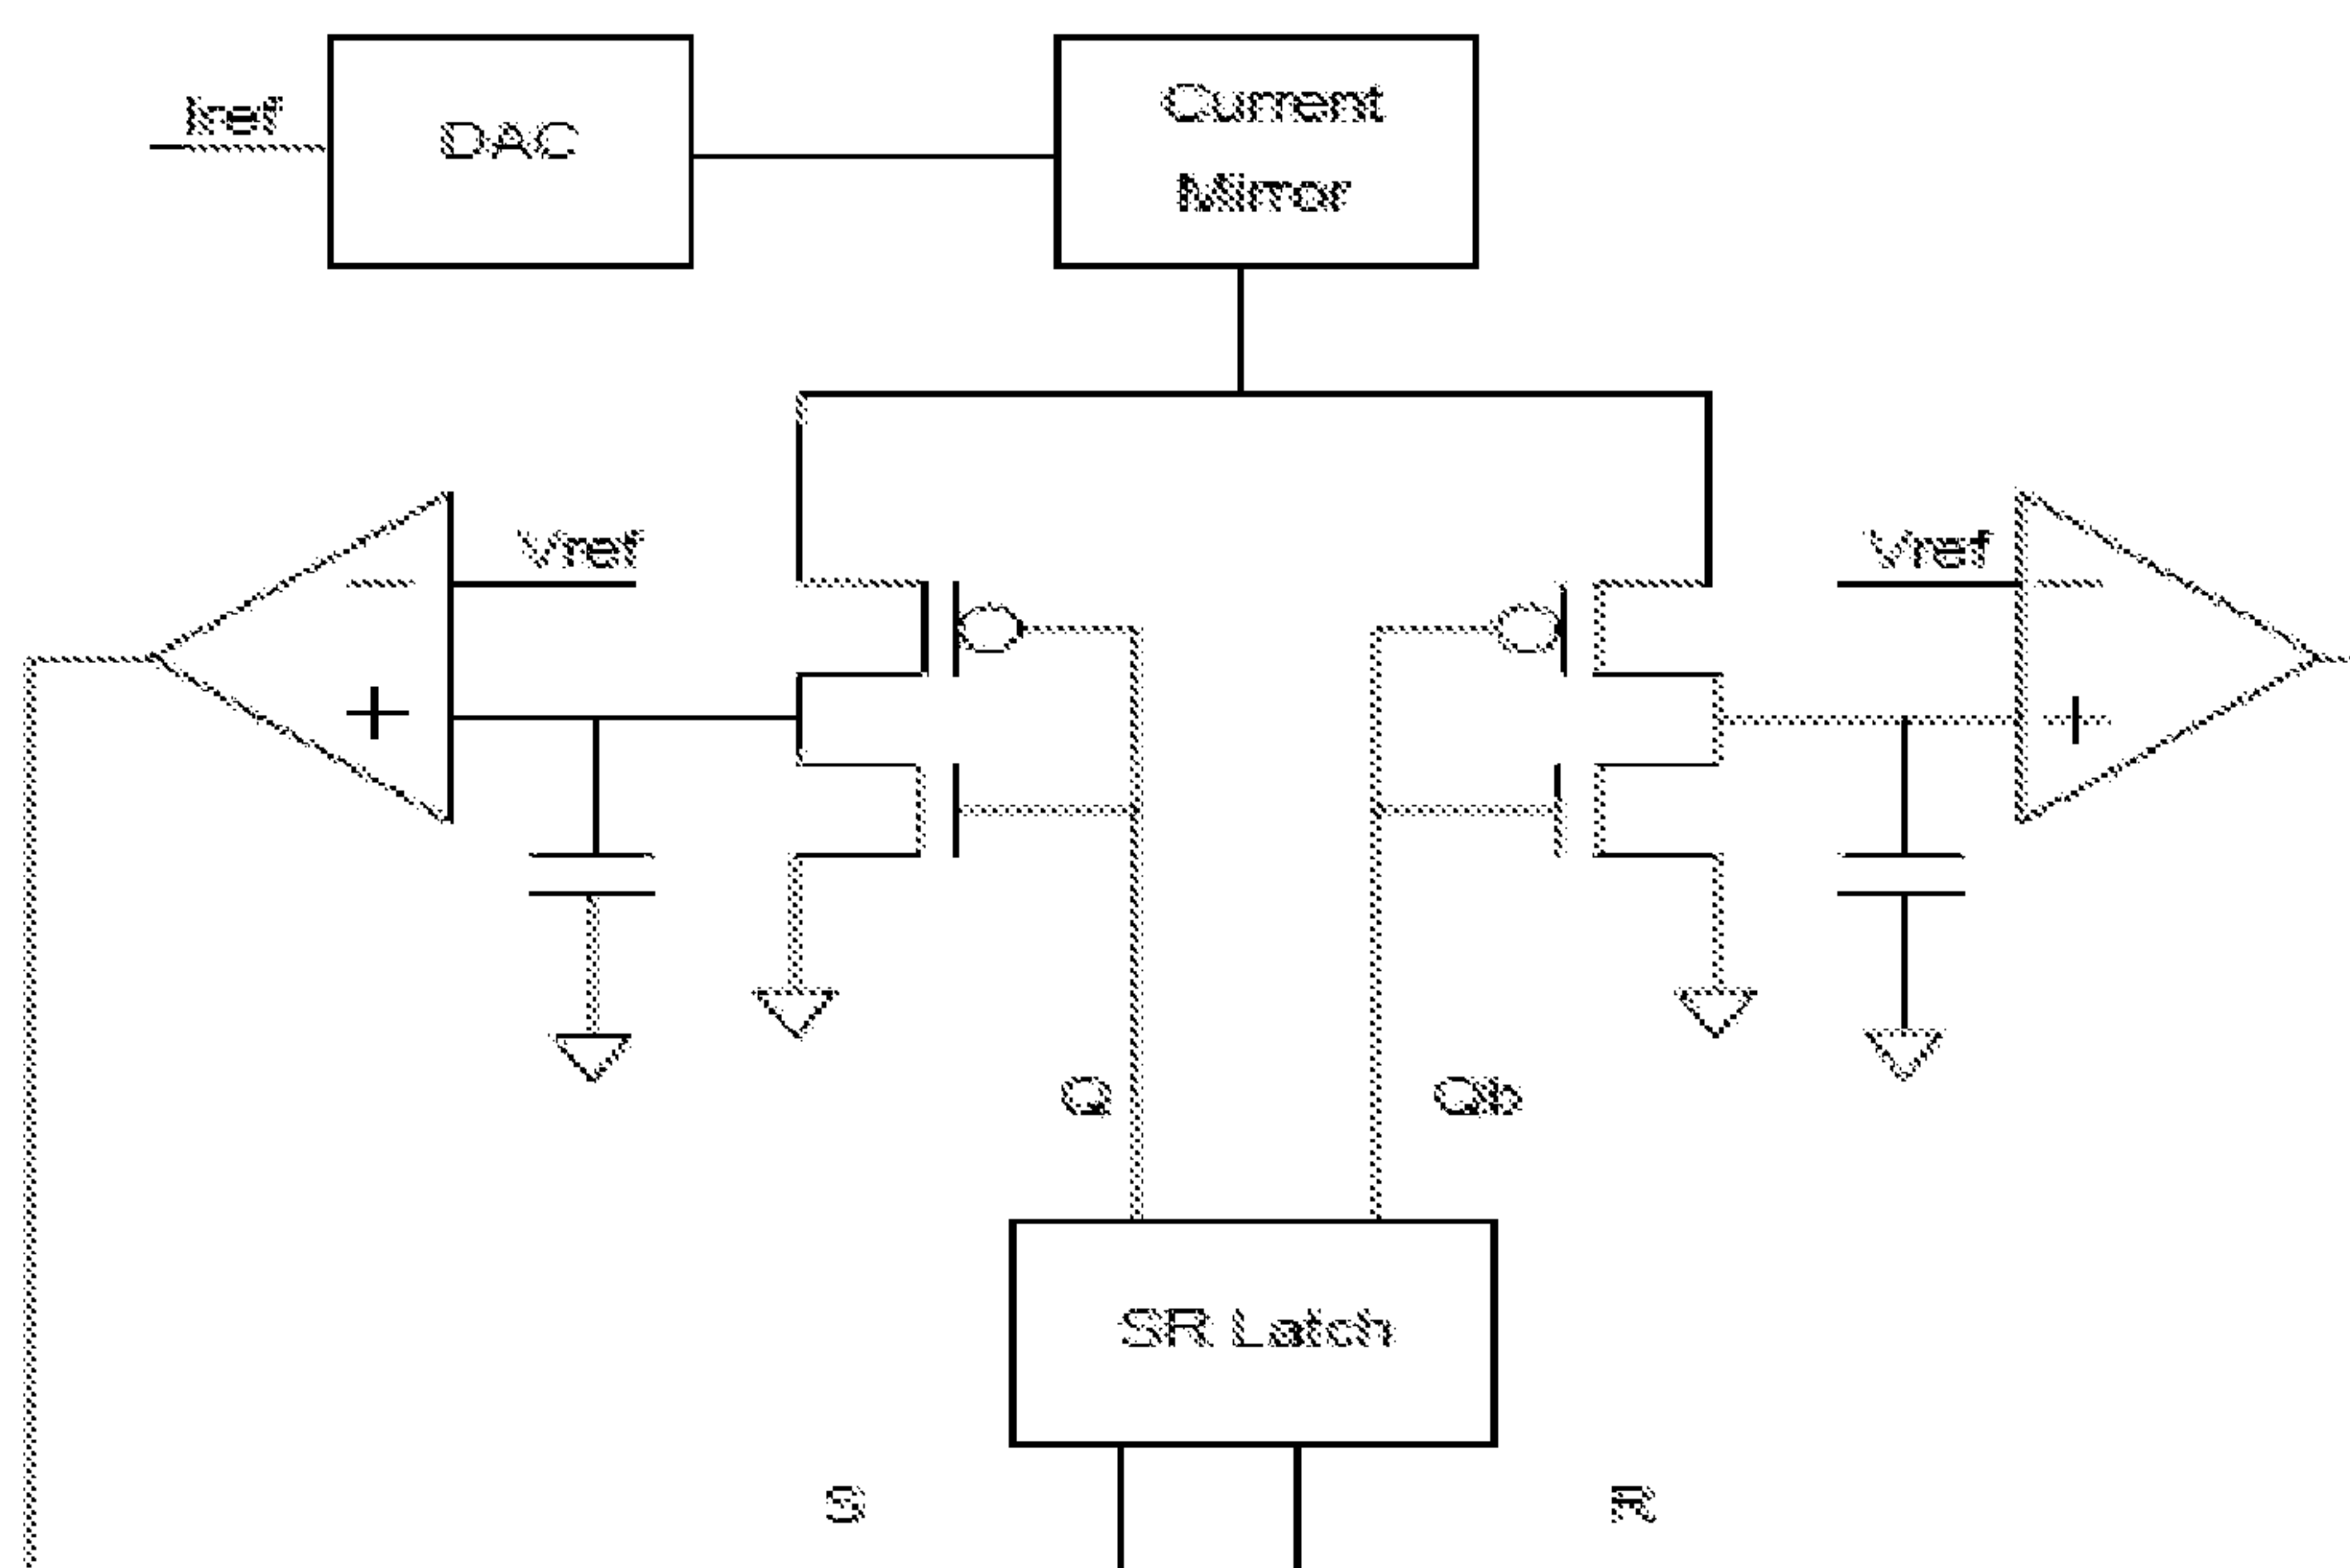 Iref
DAC
Current
Mirror
Vref
Vref
−
−
+
+
Q
Qb
SR Latch
S
R